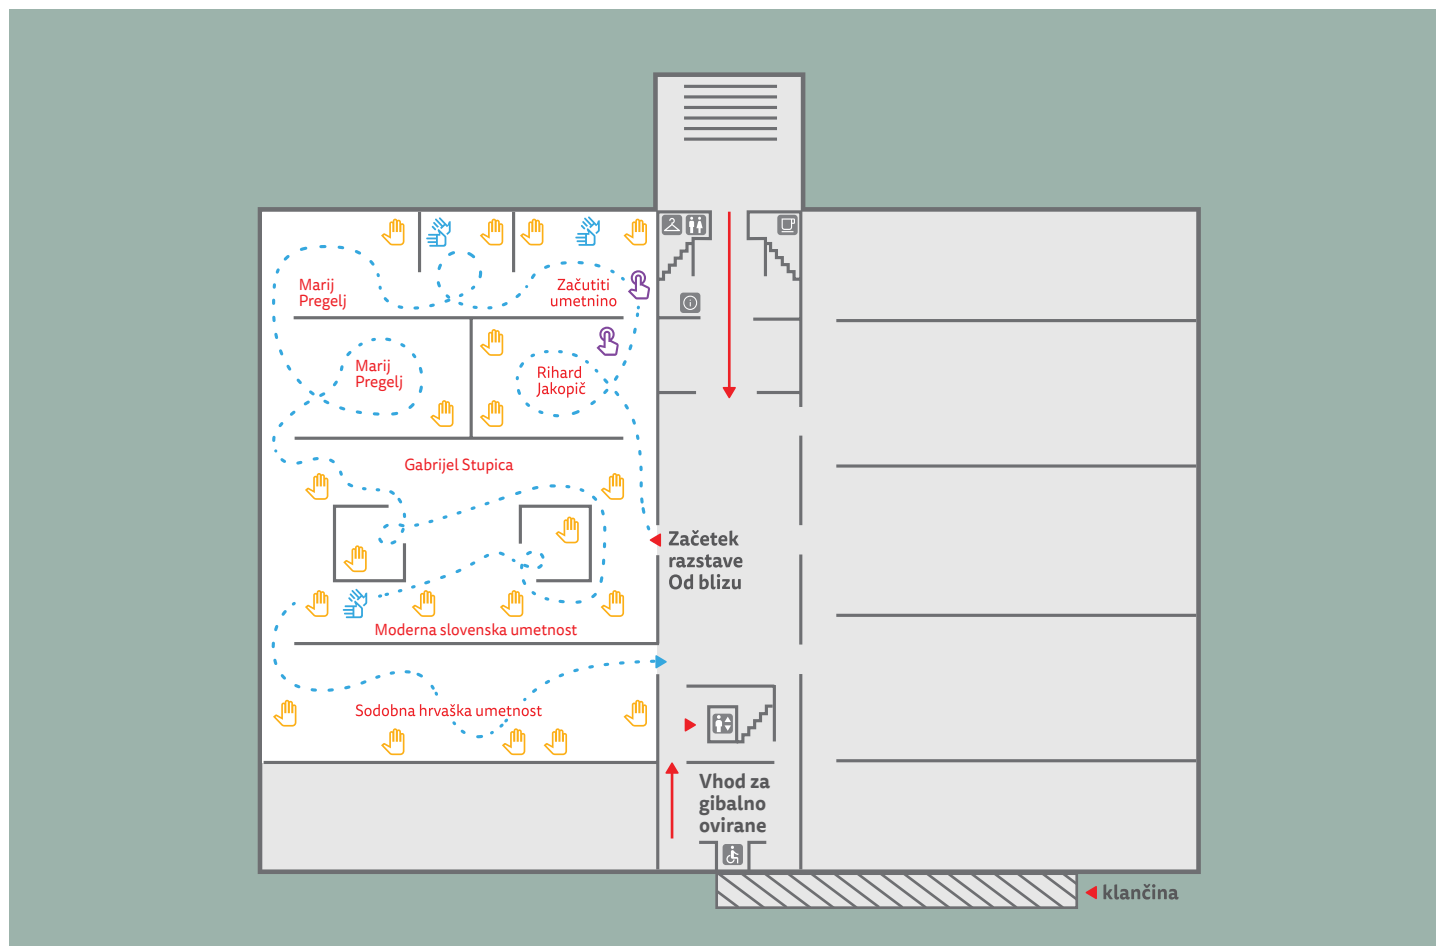 Marij
Pregelj
Začutiti
umetnino
Marij
Pregelj
Rihard
Jakopič
Gabrijel Stupica
Začetek
razstave
Od blizu
Moderna slovenska umetnost
Sodobna hrvaška umetnost
Vhod za
gibalno
ovirane
klančina